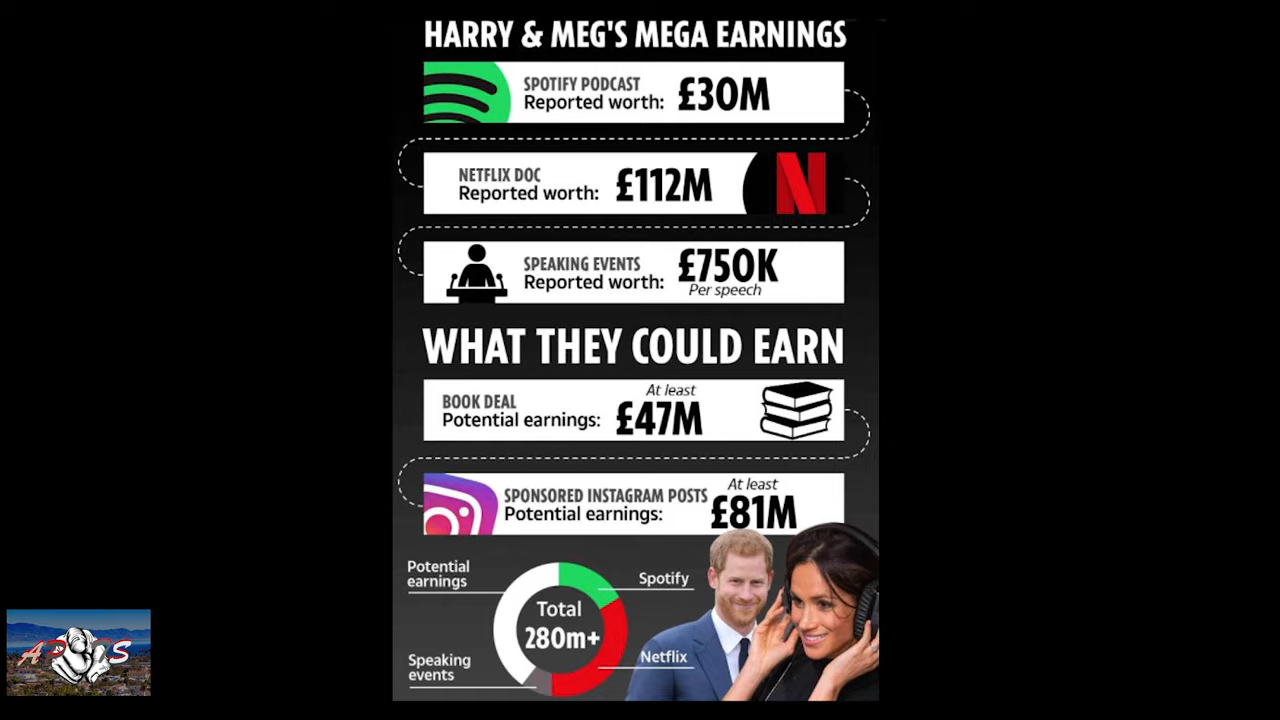 HARRY & MEG'S MEGA EARNINGS
SPOTIFY PODCAST
Reported worth: £30M
NETFLIX DOC
Reported worth: £112M
SPEAKING EVENTS
Reported worth: £750K
Per speech
WHAT THEY COULD EARN
BOOK DEAL
At least
Potential earnings: £47M
SPONSORED INSTAGRAM POSTS
At least
Potential earnings: £81M
Potential
earnings
Spotify
Total
280m+
Speaking
events
Netflix